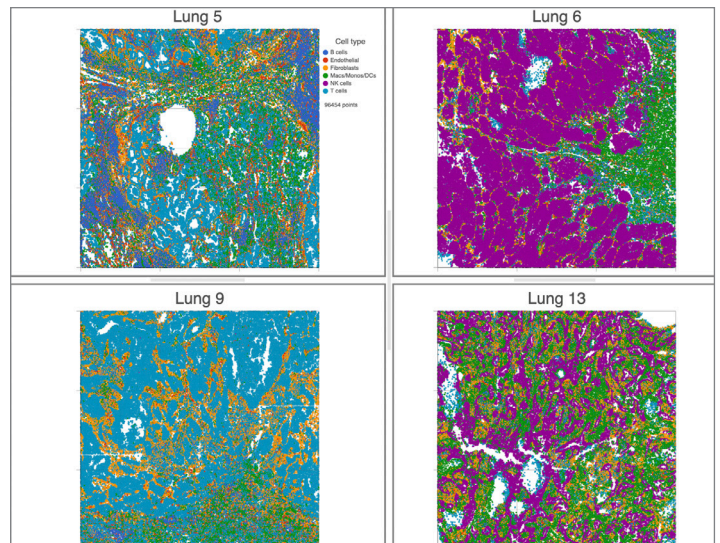 Lung 5
Cell type
B cells
Endothelial
Fibroblasts
Macs/Monos/DCs
NK cells
T cells
96454 points
Lung 6
Lung 9
Lung 13